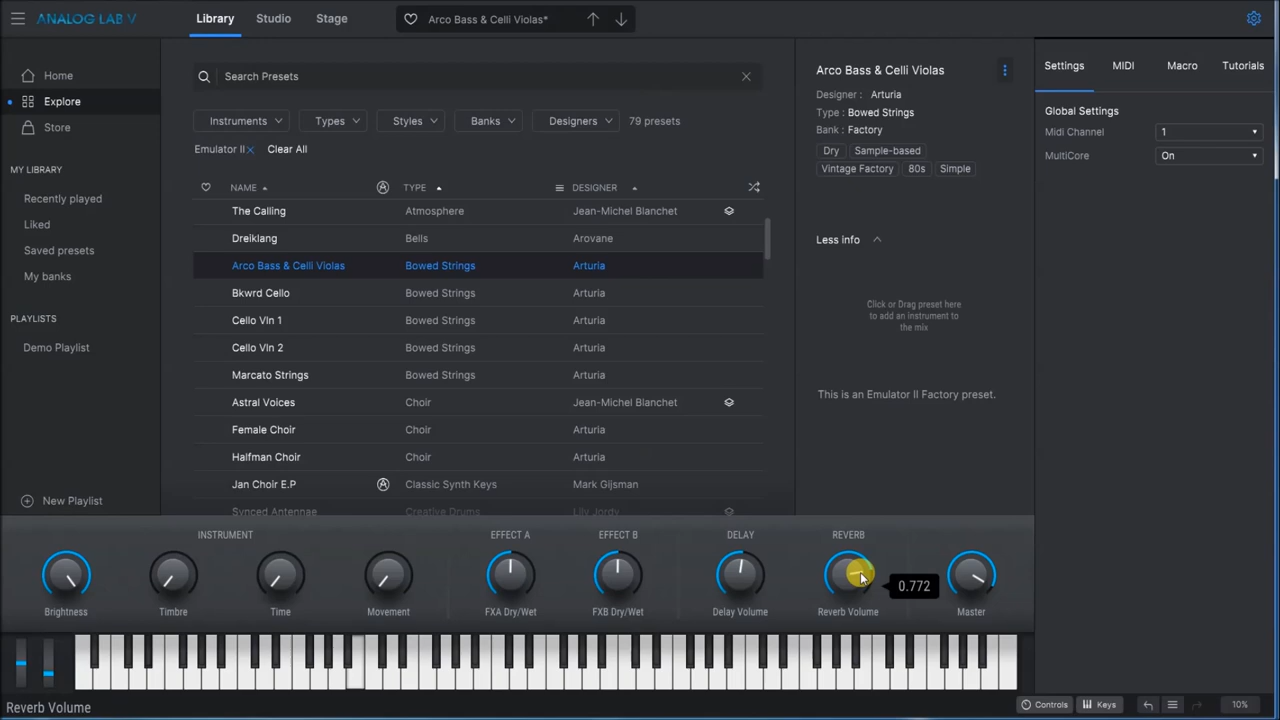 ANALOG LAB V
Library
Studio
Stage
Arco Bass & Celli Violas*
Home
Explore
Store
MY LIBRARY
Recently played
Liked
Saved presets
My banks
PLAYLISTS
Demo Playlist
New Playlist
Search Presets
Instruments
Types
Styles
Banks
Designers
79 presets
Emulator II
Clear All
NAME TYPE DESIGNER
The Calling Atmosphere Jean-Michel Blanchet
Dreiklang Bells Arovane
Arco Bass & Celli Violas Bowed Strings Arturia
Bkwrd Cello Bowed Strings Arturia
Cello Vln 1 Bowed Strings Arturia
Cello Vln 2 Bowed Strings Arturia
Marcato Strings Bowed Strings Arturia
Astral Voices Choir Jean-Michel Blanchet
Female Choir Choir Arturia
Halfman Choir Choir Arturia
Jan Choir E.P Classic Synth Keys Mark Gijsman
Synced Antennae Creative Drums Lily Jordy
Arco Bass & Celli Violas
Designer : Arturia
Type : Bowed Strings
Bank : Factory
Dry Sample-based
Vintage Factory 80s Simple
Less info
Click or Drag preset here
to add an instrument to
the mix
This is an Emulator II Factory preset.
Settings MIDI Macro Tutorials
Global Settings
Midi Channel 1
MultiCore On
INSTRUMENT EFFECT A EFFECT B DELAY REVERB
0.772
Brightness Timbre Time Movement FXA Dry/Wet FXB Dry/Wet Delay Volume Reverb Volume Master
Reverb Volume
Controls Keys 10%